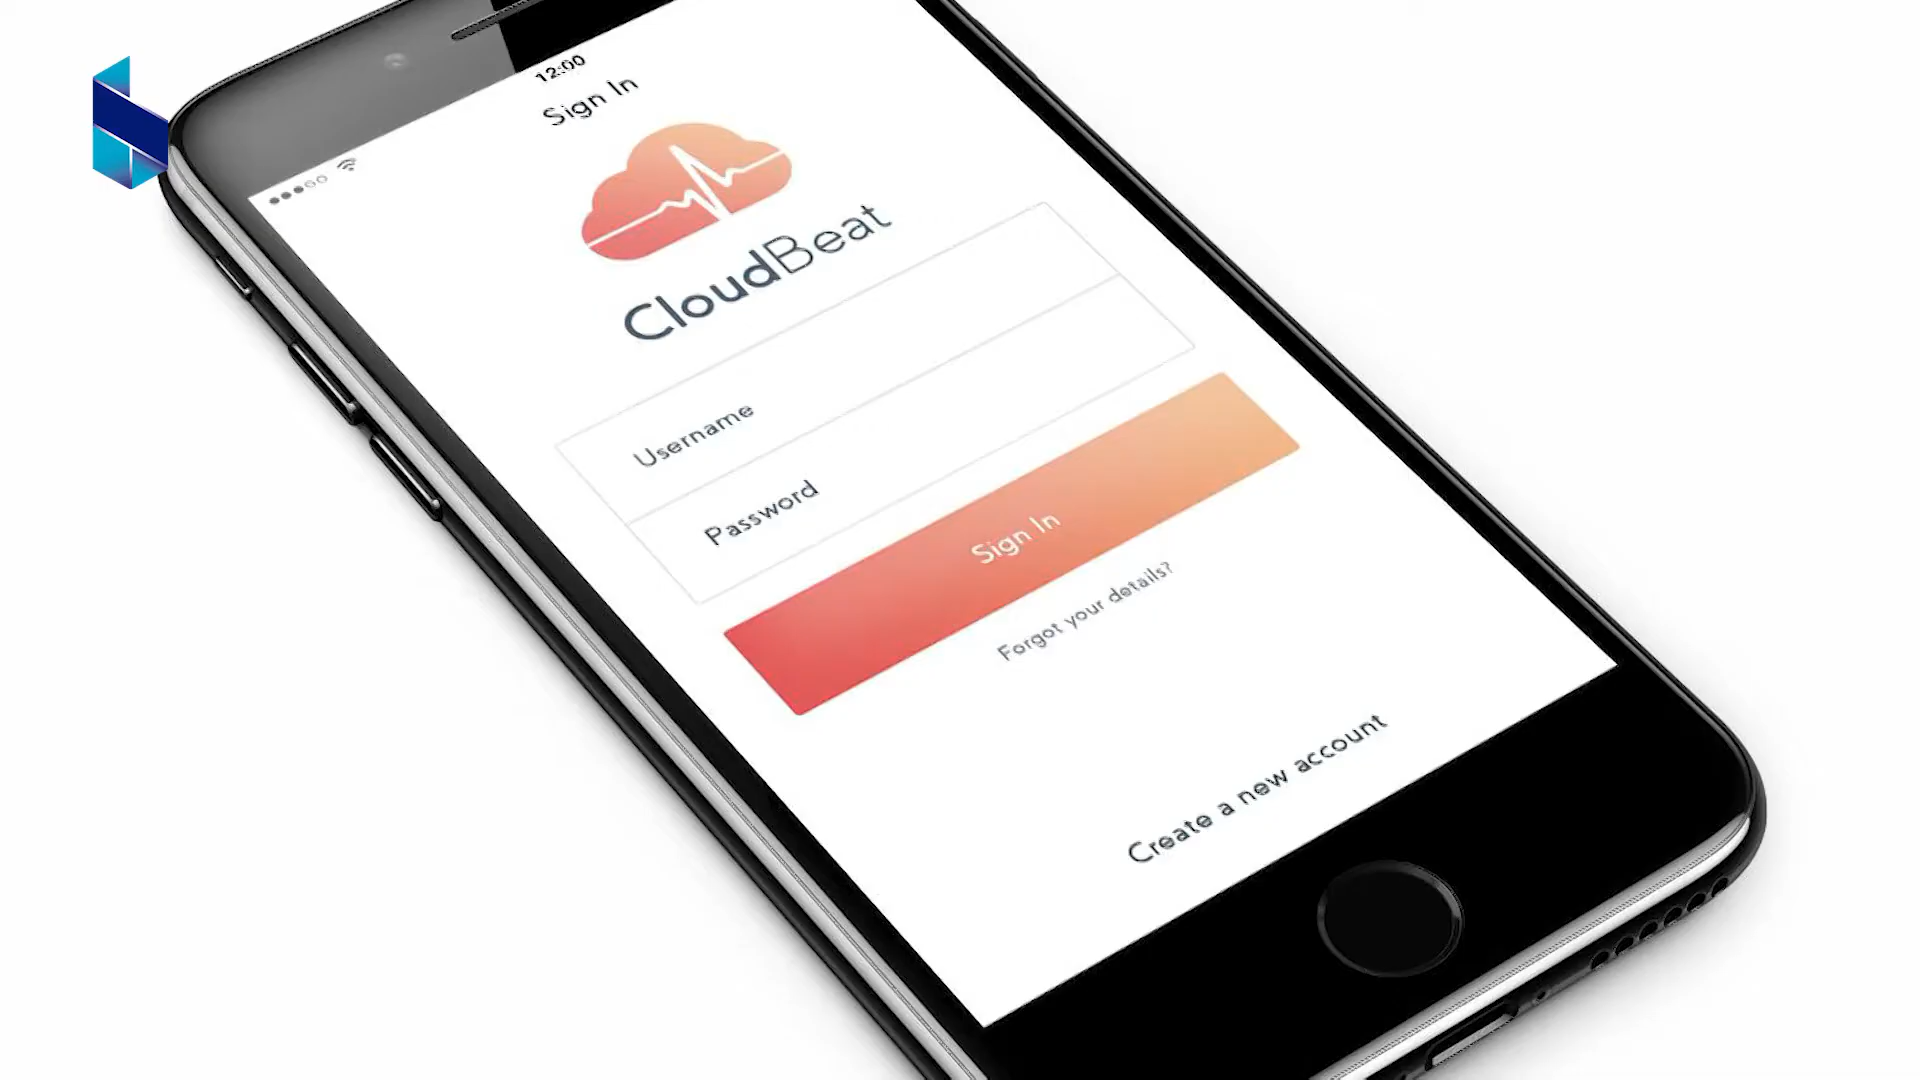 12:00
Sign In
CloudBeat
Username
Password
Sign In
Forgot your details?
Create a new account